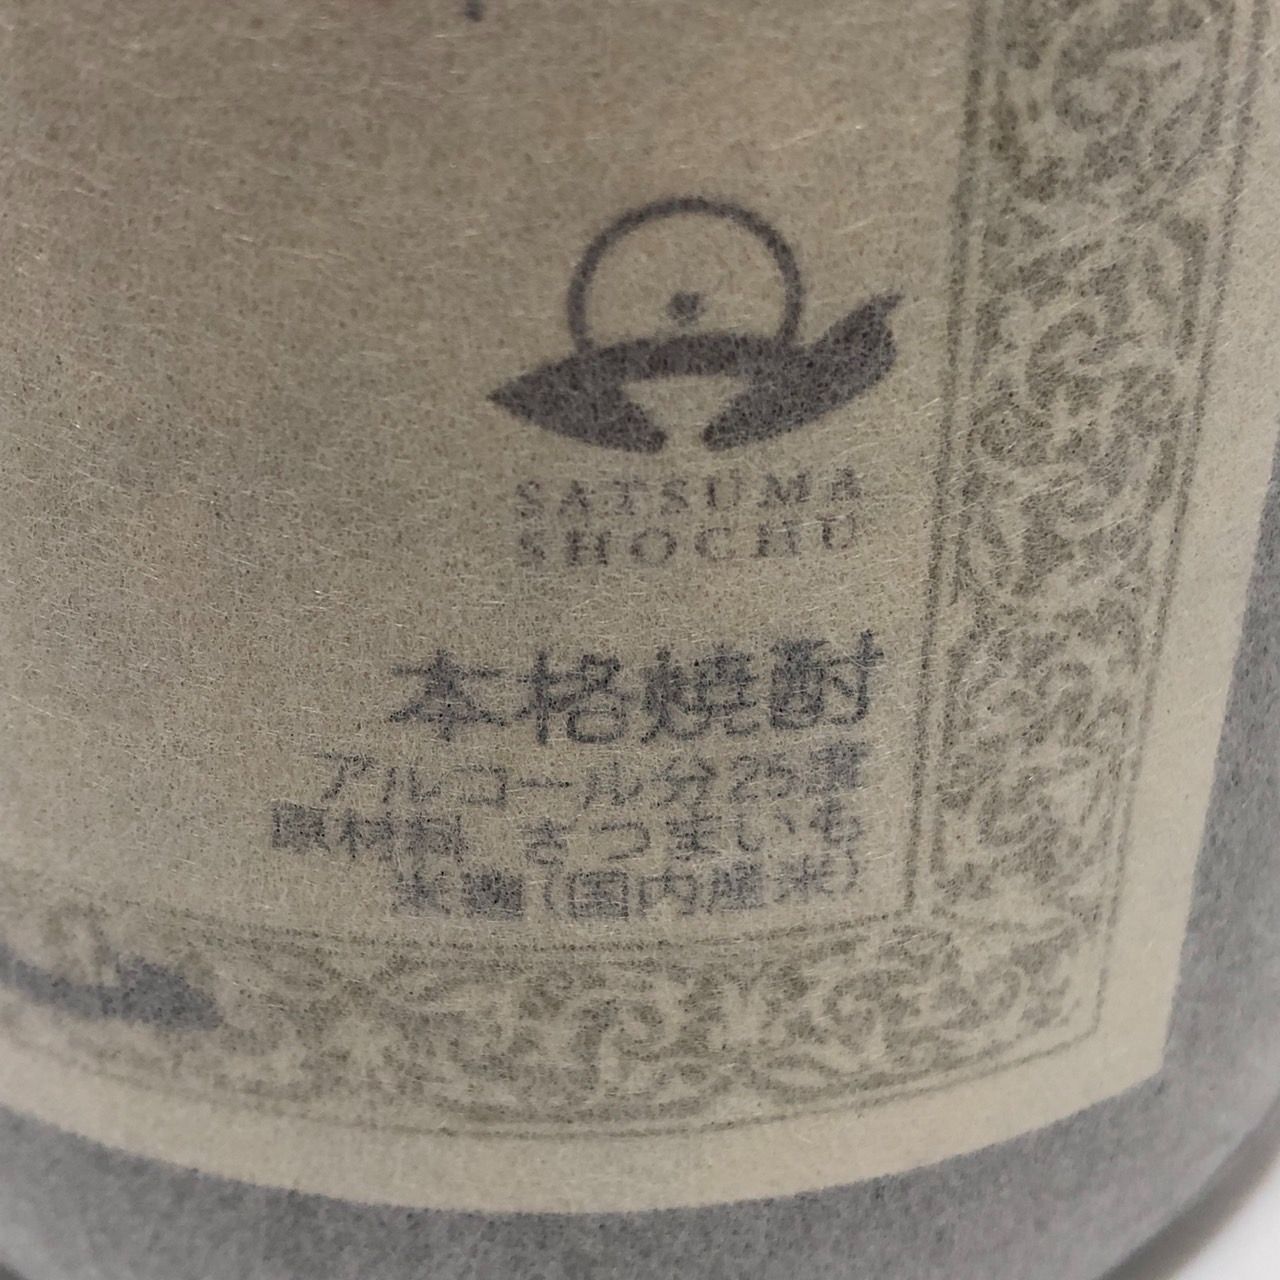 SATSUMA
SHOCHU
本格焼酎
アルコール分25度
原材料 さつまいも
米麹(国内産米)